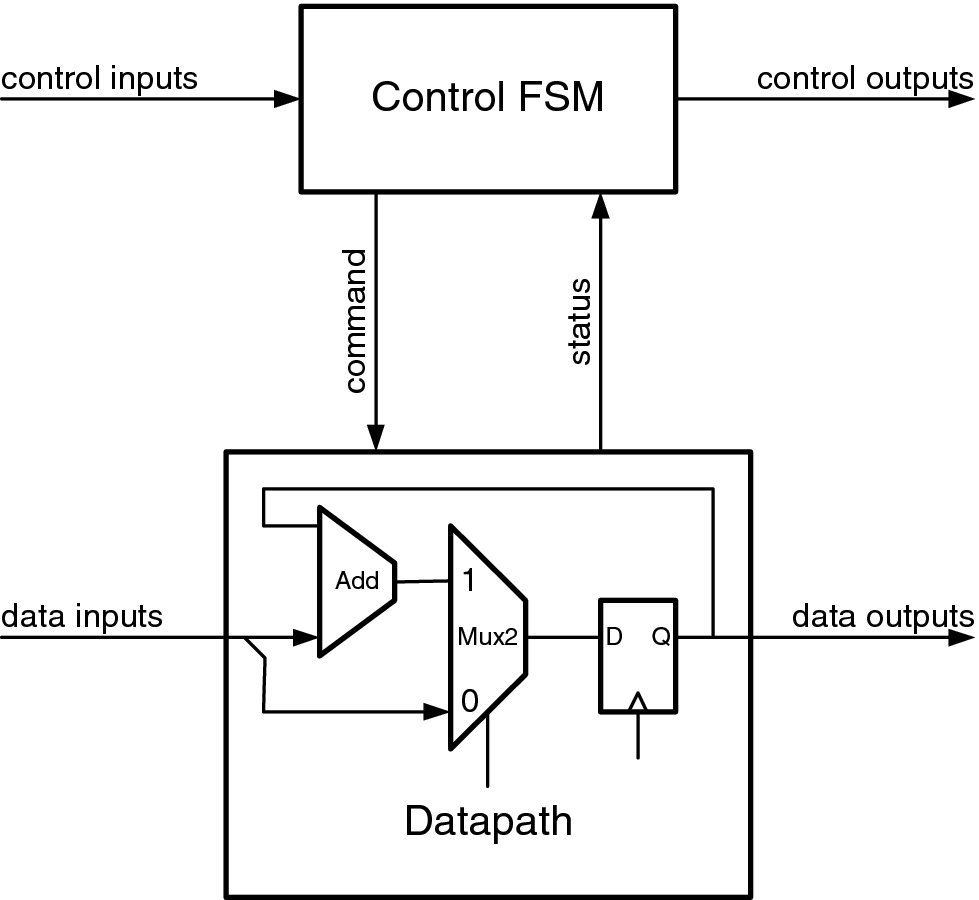 control inputs
Control FSM
control outputs
command
status
Add
1
data inputs
Mux2
D
Q
data outputs
0
Datapath